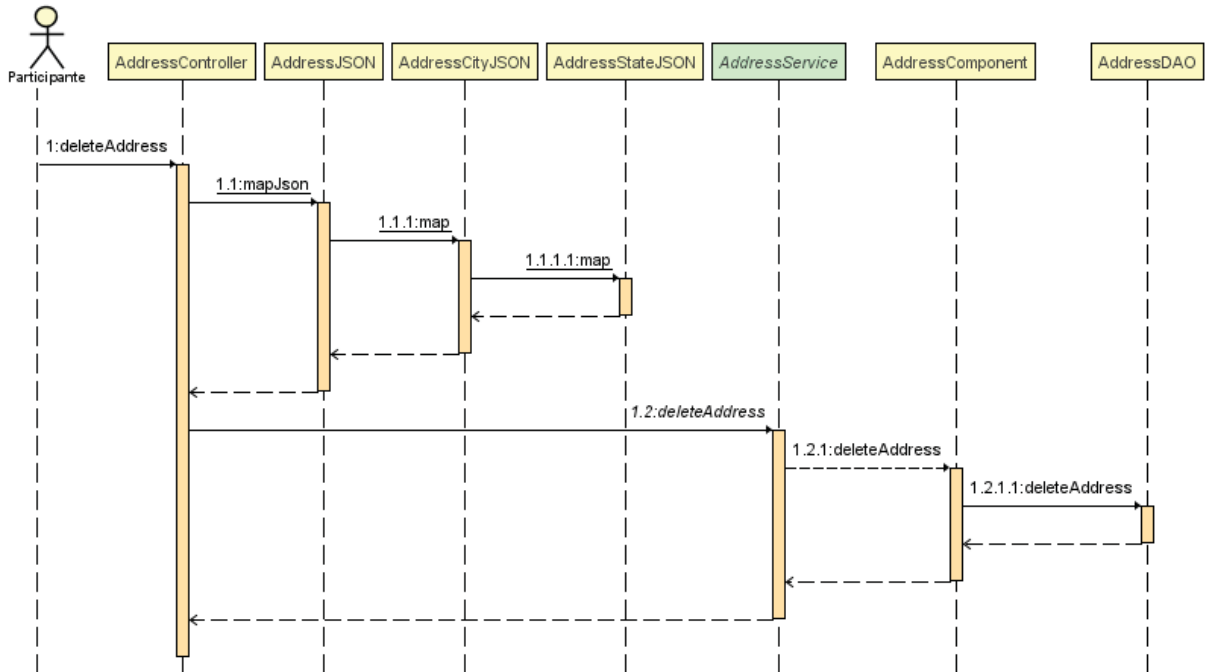 Participante
AddressController
AddressJSON
AddressCityJSON
AddressStateJSON
AddressService
AddressComponent
AddressDAO
1:deleteAddress
1.1:mapJson
1.1.1:map
1.1.1.1:map
1.2:deleteAddress
1.2.1:deleteAddress
1.2.1.1:deleteAddress